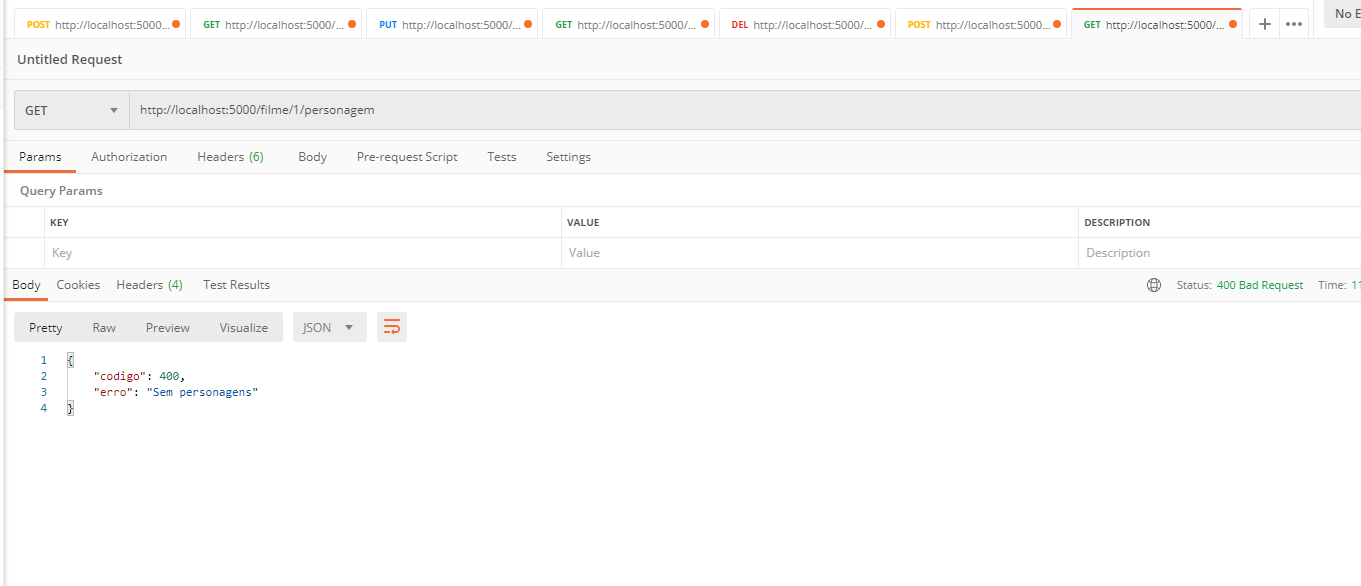 POST http://localhost:5000... GET http://localhost:5000/... PUT http://localhost:5000/... GET http://localhost:5000/... DEL http://localhost:5000/... POST http://localhost:5000... GET http://localhost:5000/... + ••• No E
Untitled Request
GET http://localhost:5000/filme/1/personagem
Params Authorization Headers (6) Body Pre-request Script Tests Settings
Query Params
KEY VALUE DESCRIPTION
Key Value Description
Body Cookies Headers (4) Test Results Status: 400 Bad Request Time: 11
Pretty Raw Preview Visualize JSON
1 {
2 "codigo": 400,
3 "erro": "Sem personagens"
4 }